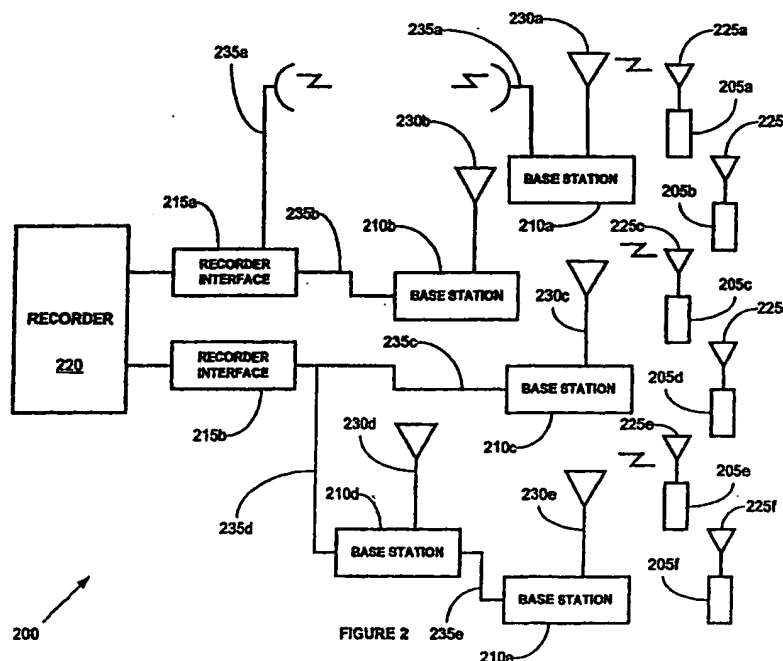 230a
235a
235a
225a
205a
230b
225
BASE STATION
215a
205b
235b
210b
210a
225c
RECORDER
INTERFACE
BASE STATION
230c
205c
RECORDER
220
235c
225
RECORDER
INTERFACE
BASE STATION
205d
215b
230d
210c
225e
210d
230e
205e
235d
225f
BASE STATION
205f
BASE STATION
200
FIGURE 2
235e
210e